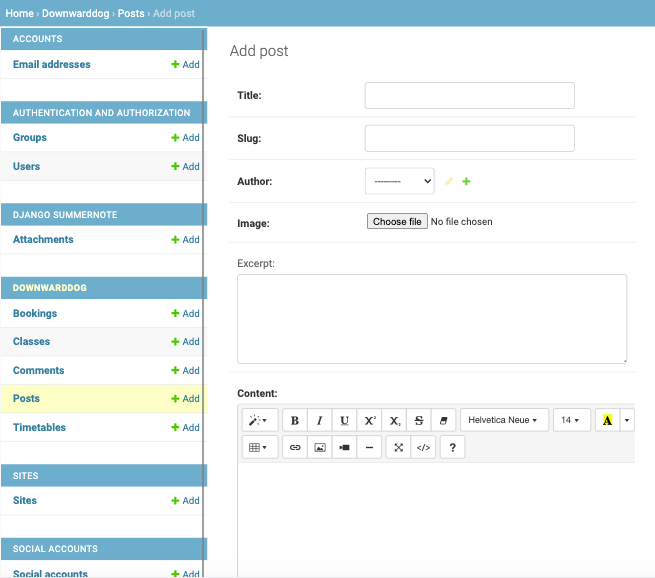 Home › Downwarddog › Posts › Add post
ACCOUNTS
Email addresses + Add
AUTHENTICATION AND AUTHORIZATION
Groups + Add
Users + Add
DJANGO SUMMERNOTE
Attachments + Add
DOWNWARDDOG
Bookings + Add
Classes + Add
Comments + Add
Posts + Add
Timetables + Add
SITES
Sites + Add
SOCIAL ACCOUNTS
Social accounts + Add
Add post
Title:
Slug:
Author: ---------
Image: Choose file No file chosen
Excerpt:
Content:
B I U X² X₂ S Helvetica Neue 14 A
</> ?